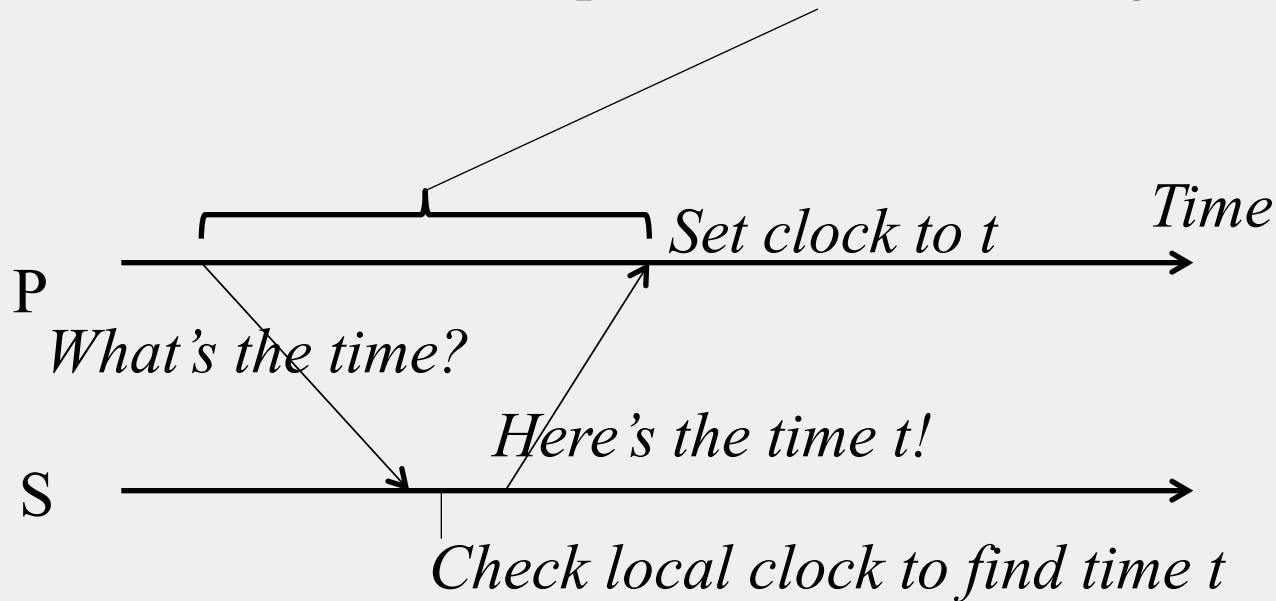 Set clock to t
Time
P
What’s the time?
Here’s the time t!
S
Check local clock to find time t